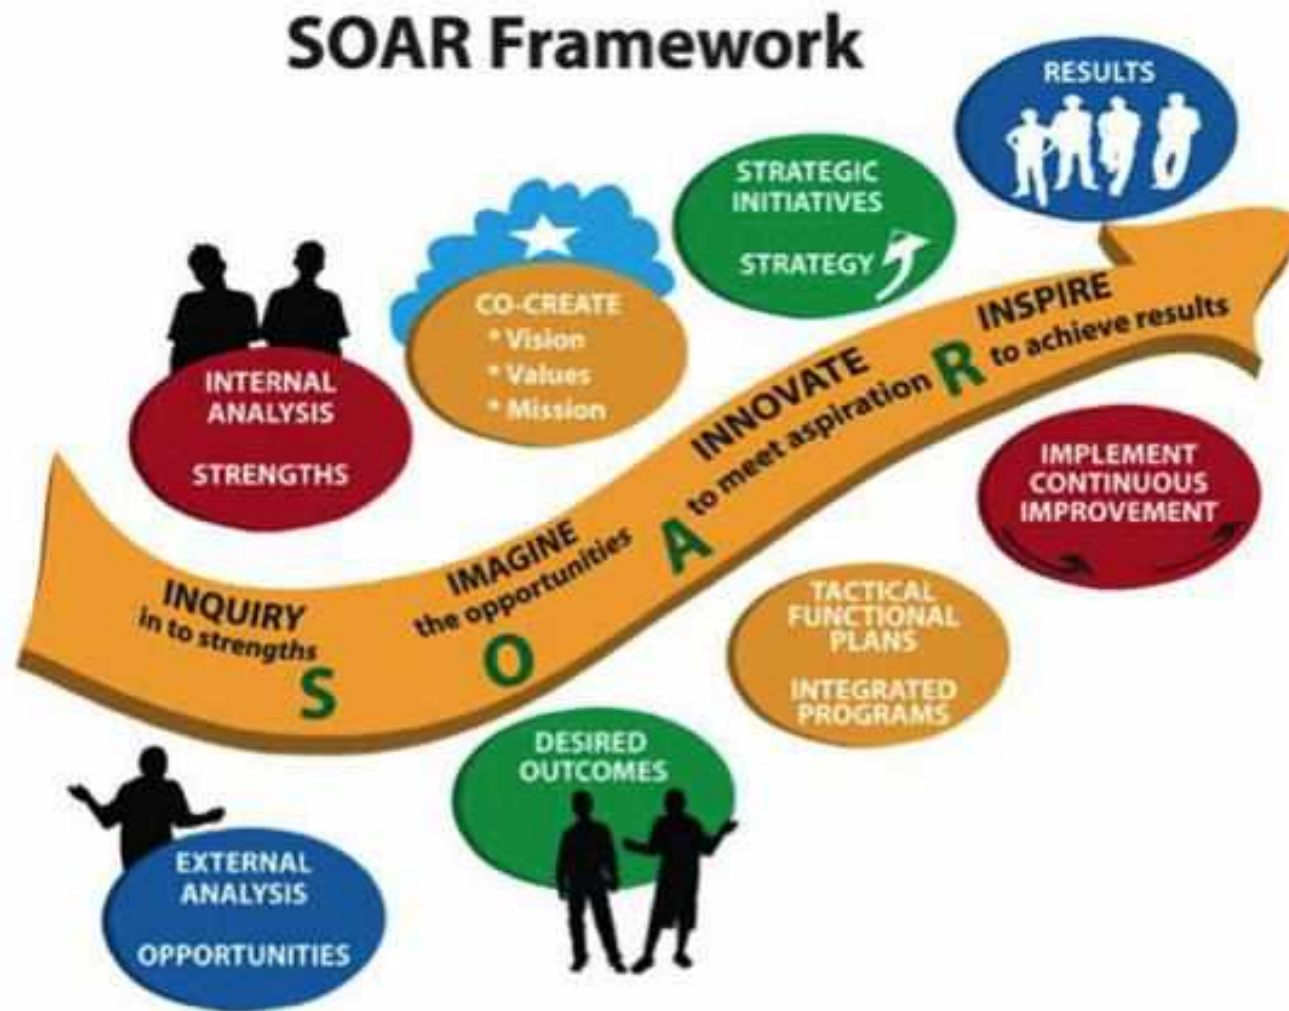 SOAR Framework
RESULTS
STRATEGIC
INITIATIVES
STRATEGY
CO-CREATE
* Vision
* Values
* Mission
INTERNAL
ANALYSIS
STRENGTHS
INQUIRY
in to strengths
S
IMAGINE
the opportunities
O
INNOVATE
to meet aspiration
A
INSPIRE
to achieve results
R
IMPLEMENT
CONTINUOUS
IMPROVEMENT
TACTICAL
FUNCTIONAL
PLANS
INTEGRATED
PROGRAMS
DESIRED
OUTCOMES
EXTERNAL
ANALYSIS
OPPORTUNITIES